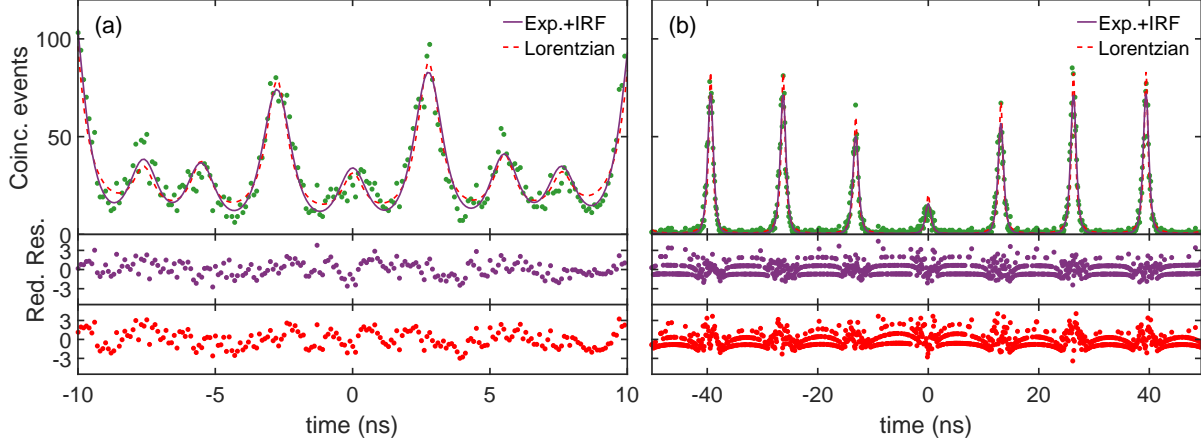 (a)
Exp.+IRF
Lorentzian
(b)
Exp.+IRF
Lorentzian
Coinc. events
100
50
0
Red. Res.
3
0
-3
3
0
-3
-10
-5
0
5
10
time (ns)
-40
-20
0
20
40
time (ns)